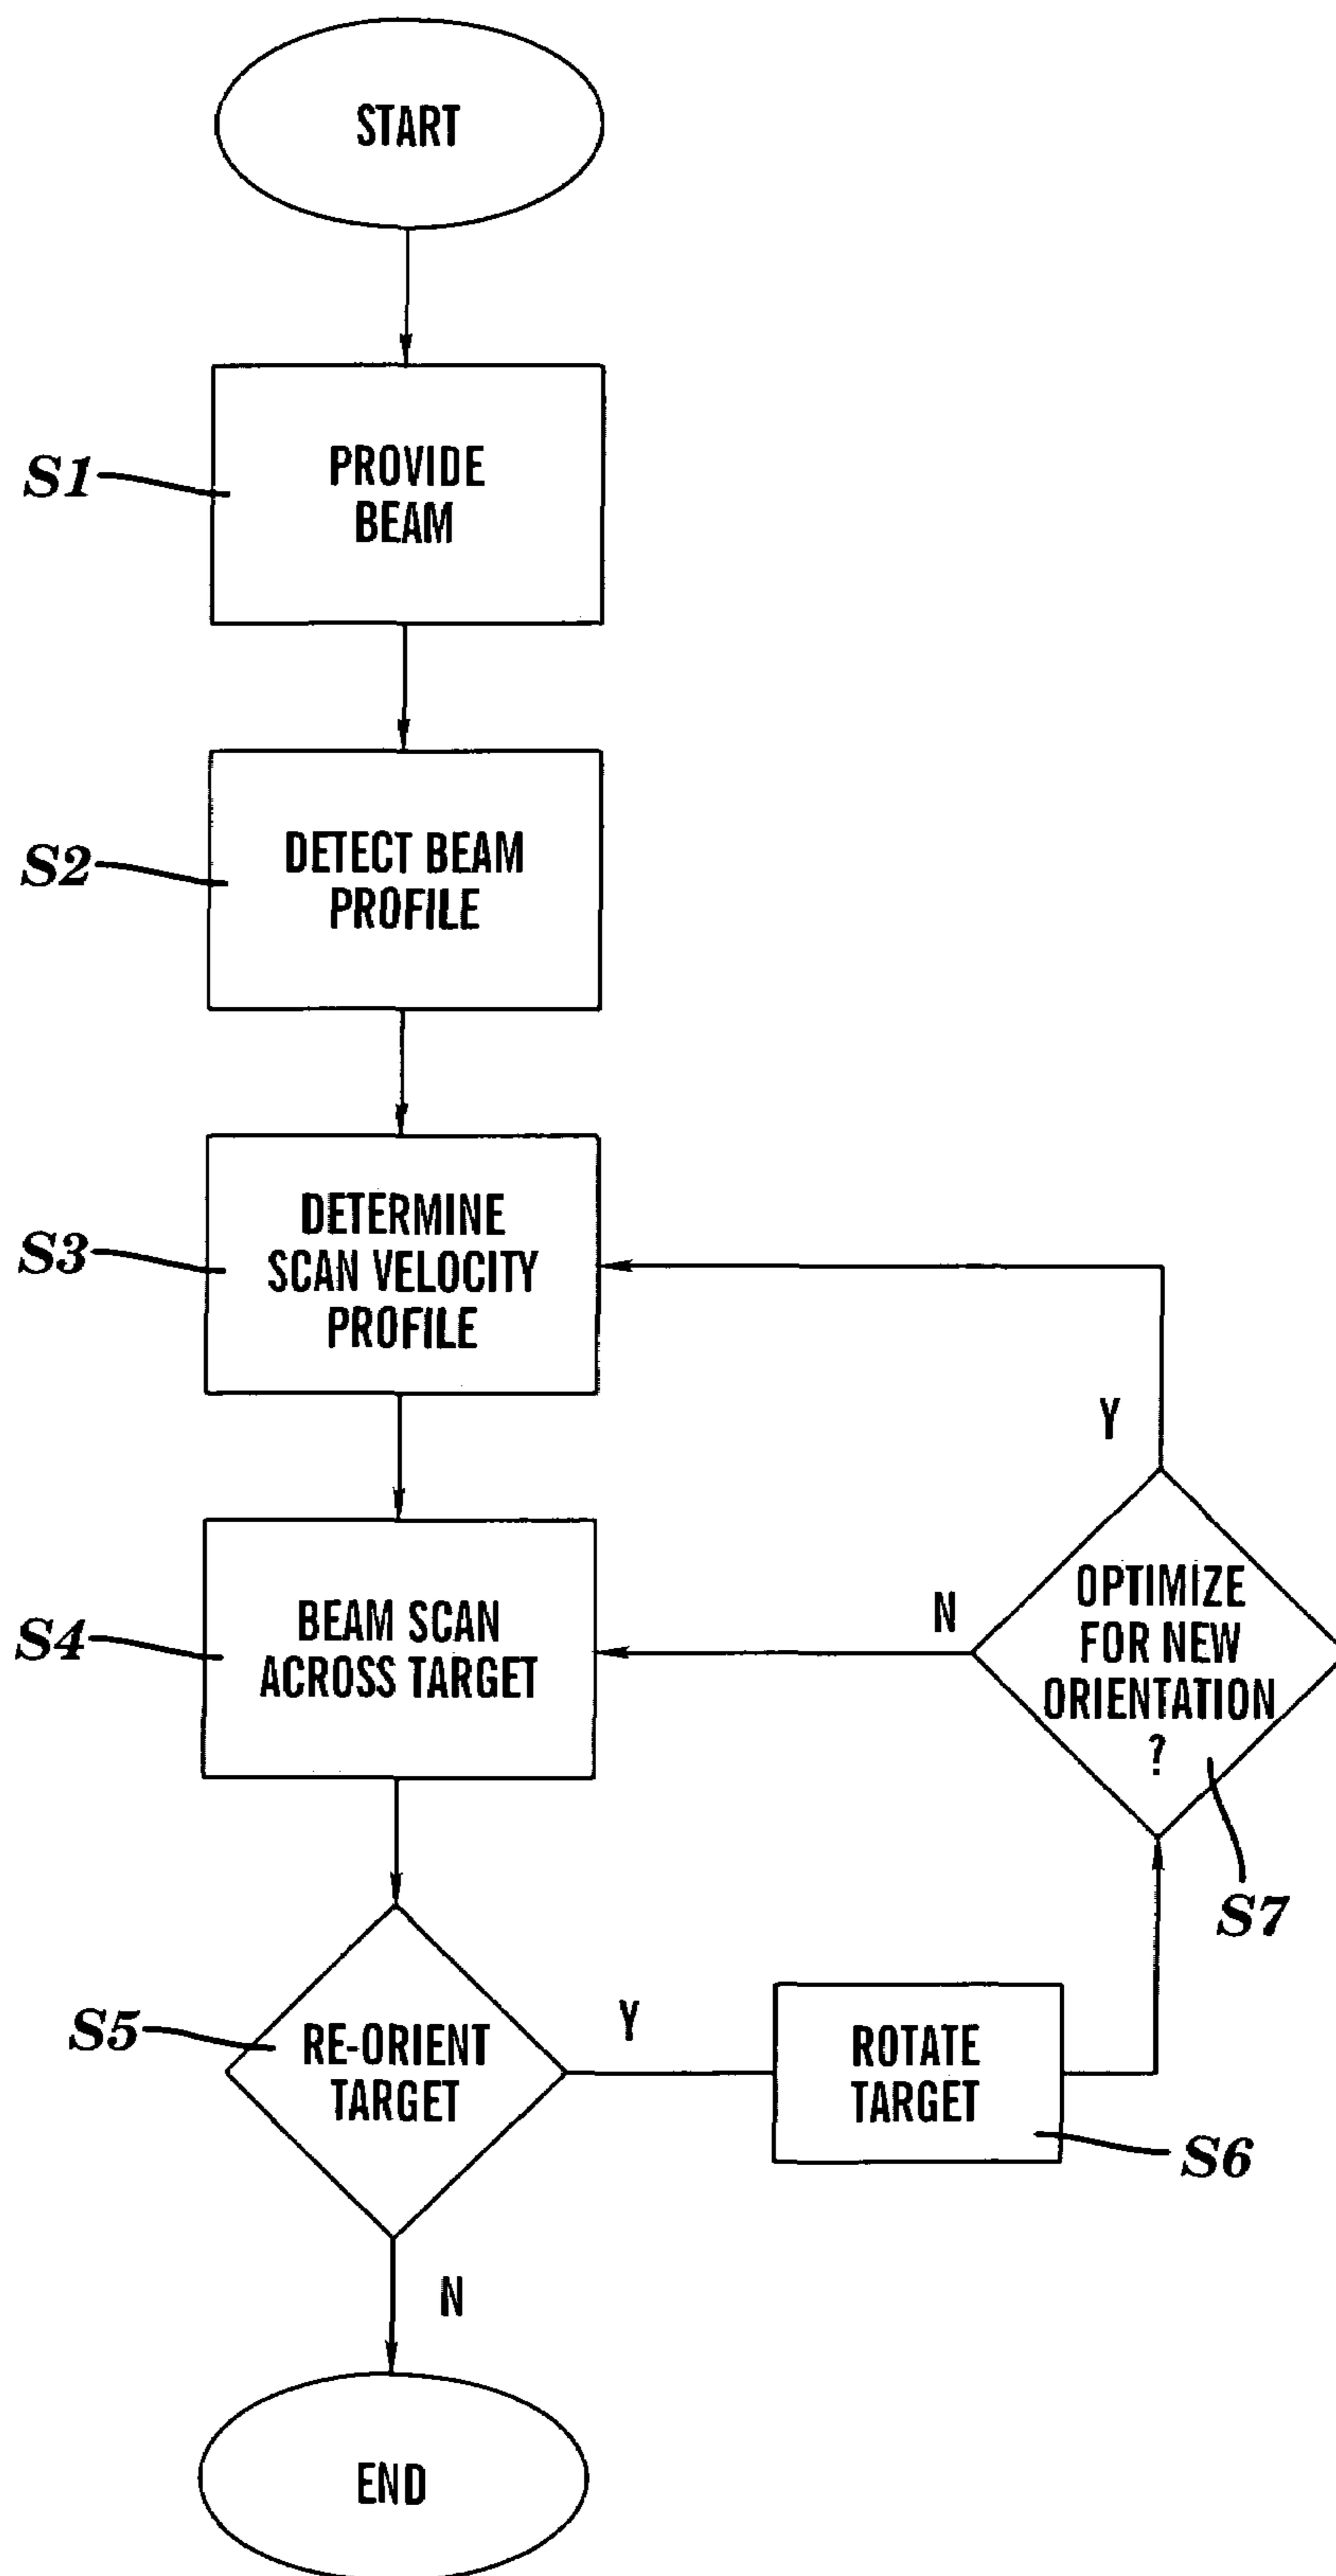 START
S1
PROVIDE
BEAM
S2
DETECT BEAM
PROFILE
S3
DETERMINE
SCAN VELOCITY
PROFILE
Y
S4
BEAM SCAN
ACROSS TARGET
N
OPTIMIZE
FOR NEW
ORIENTATION
?
S7
S5
RE-ORIENT
TARGET
Y
ROTATE
TARGET
S6
N
END